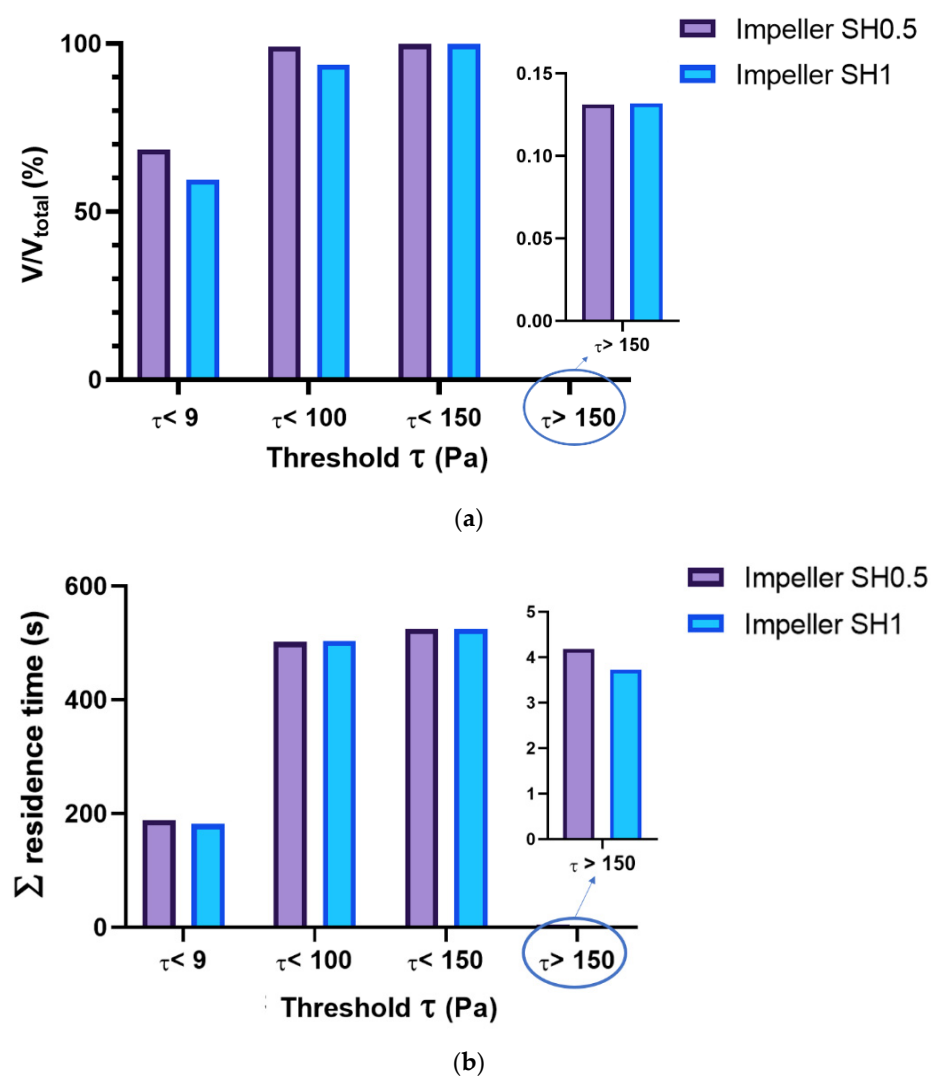 Impeller SH0.5
Impeller SH1
V/Vtotal (%)
100
50
0
0.15
0.10
0.05
0.00
τ> 150
τ< 9
τ< 100
τ< 150
τ> 150
Threshold τ (Pa)
(a)
Impeller SH0.5
Impeller SH1
∑ residence time (s)
600
400
200
0
5
4
3
2
1
0
τ > 150
τ< 9
τ< 100
τ< 150
τ> 150
Threshold τ (Pa)
(b)